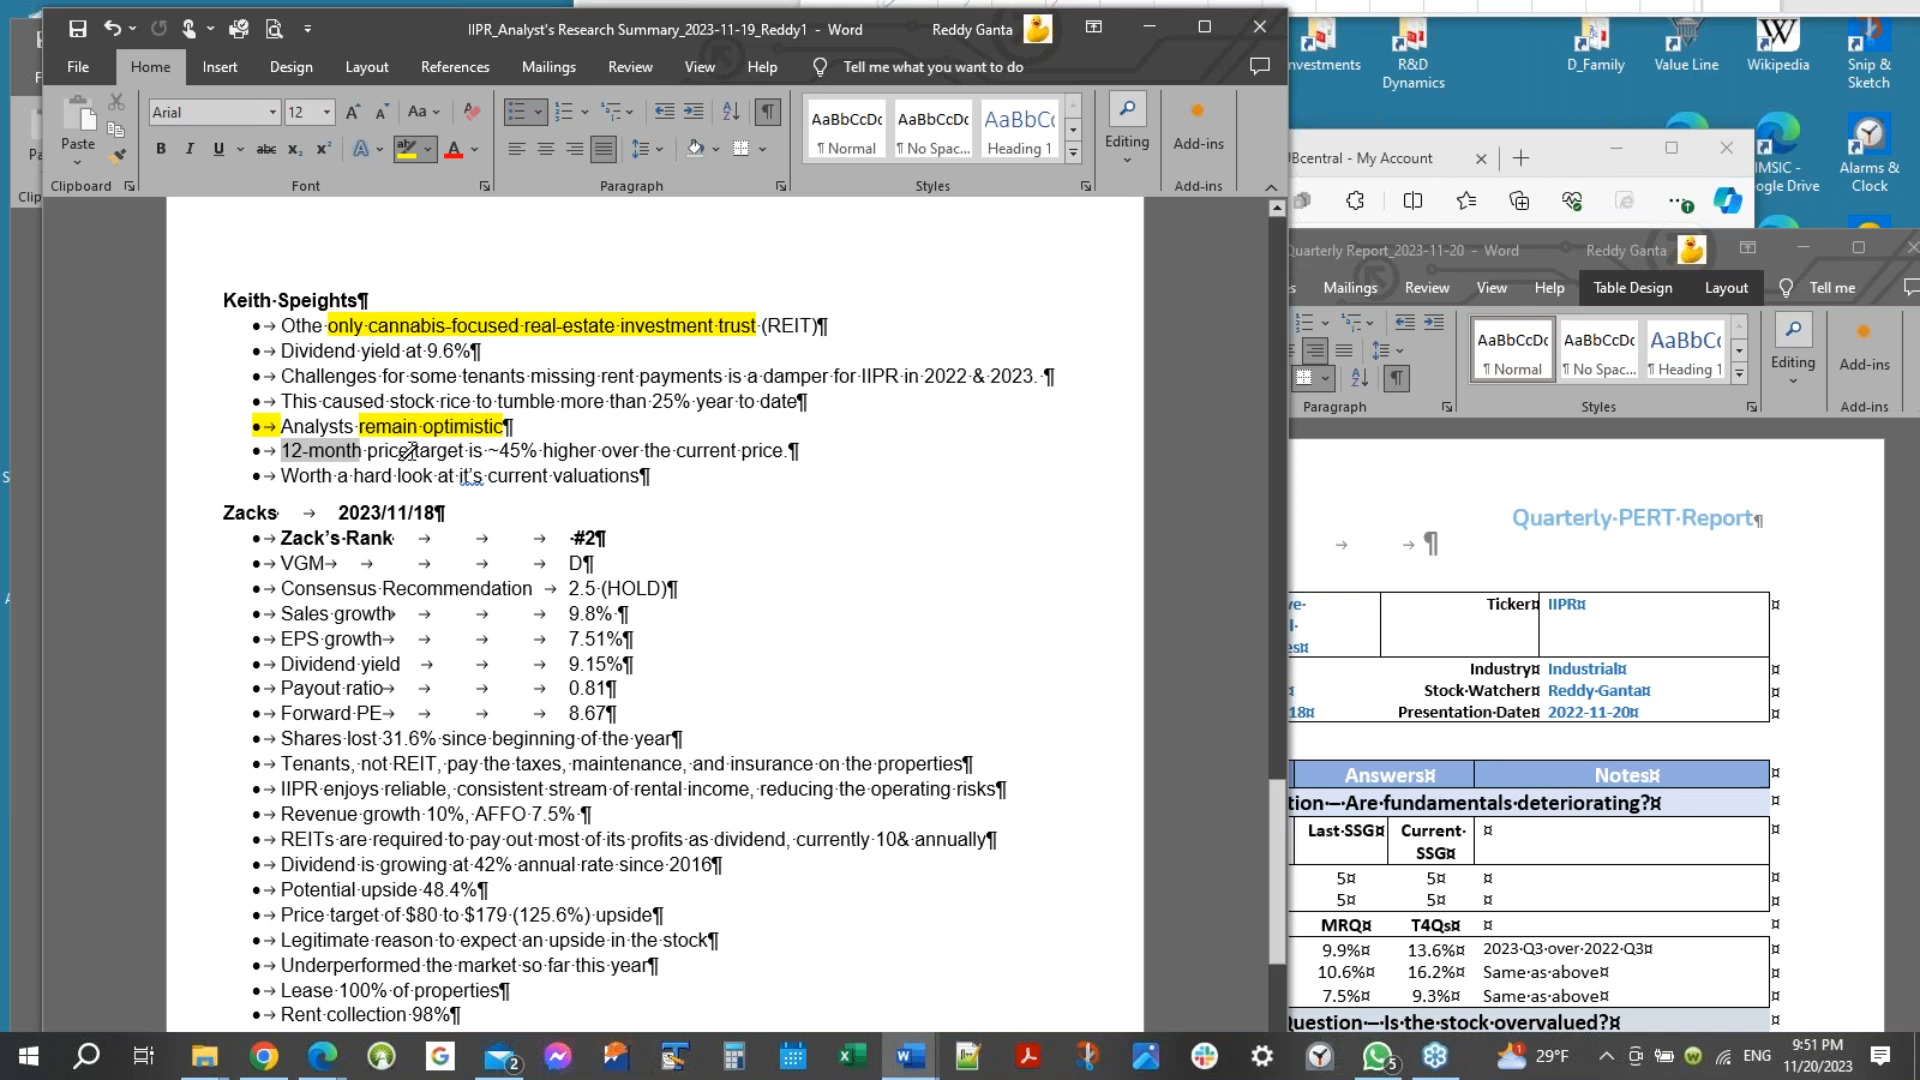 IIPR_Analyst's Research Summary_2023-11-19_Reddy1 - Word
Reddy Ganta
File Home Insert Design Layout References Mailings Review View Help Tell me what you want to do
Paste
Arial 12
Aa
AaBbCcDc AaBbCcDc AaBbCc
¶ Normal ¶ No Spac... Heading 1
Editing
Add-ins
Clipboard Font Paragraph Styles Add-ins
Keith Speights¶
Othe only cannabis-focused real-estate investment trust (REIT)¶
Dividend yield at 9.6%¶
Challenges for some tenants missing rent payments is a damper for IIPR in 2022 & 2023. ¶
This caused stock rice to tumble more than 25% year to date¶
Analysts remain optimistic¶
12-month price target is ~45% higher over the current price.¶
Worth a hard look at it's current valuations¶
Zacks → 2023/11/18¶
Zack's Rank → → → #2¶
VGM → → → → D¶
Consensus Recommendation → 2.5 (HOLD)¶
Sales growth → → → 9.8% ¶
EPS growth → → → 7.51%¶
Dividend yield → → → 9.15%¶
Payout ratio → → → 0.81¶
Forward PE → → → 8.67¶
Shares lost 31.6% since beginning of the year¶
Tenants, not REIT, pay the taxes, maintenance, and insurance on the properties¶
IIPR enjoys reliable, consistent stream of rental income, reducing the operating risks¶
Revenue growth 10%, AFFO 7.5% ¶
REITs are required to pay out most of its profits as dividend, currently 10& annually¶
Dividend is growing at 42% annual rate since 2016¶
Potential upside 48.4%¶
Price target of $80 to $179 (125.6%) upside¶
Legitimate reason to expect an upside in the stock¶
Underperformed the market so far this year¶
Lease 100% of properties¶
Rent collection 98%¶
nvestments
R&D Dynamics
D_Family
Value Line
Wikipedia
Snip & Sketch
IMSIC - ogle Drive
Alarms & Clock
JBcentral - My Account
Quarterly Report_2023-11-20 - Word
Reddy Ganta
Mailings Review View Help Table Design Layout Tell me
AaBbCcDc AaBbCcDc AaBbCc
¶ Normal ¶ No Spac... Heading 1
Editing
Add-ins
Paragraph Styles Add-ins
Quarterly PERT Report¶
Ticker IIPR
Industry Industrial
Stock Watcher Reddy Ganta
18 Presentation Date 2022-11-20
Answers Notes
tion – Are fundamentals deteriorating?
Last SSG Current SSG
5 5
5 5
MRQ T4Qs
9.9% 13.6% 2023 Q3 over 2022 Q3
10.6% 16.2% Same as above
7.5% 9.3% Same as above
uestion – Is the stock overvalued?
2
5
29°F
ENG
9:51 PM
11/20/2023